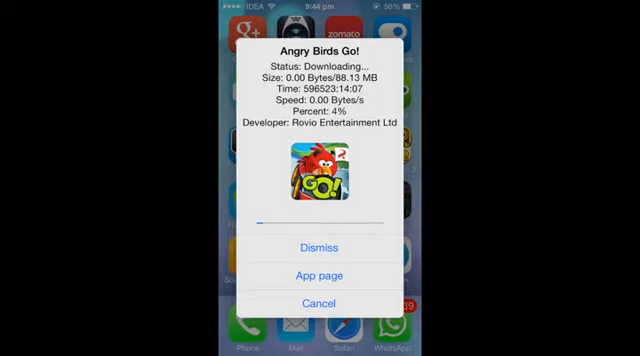 IDEA
9:44 pm
56%
zomato
Angry Birds Go!
Status: Downloading...
Size: 0.00 Bytes/88.13 MB
Time: 596523:14:07
Speed: 0.00 Bytes/s
Percent: 4%
Developer: Rovio Entertainment Ltd
GO!
Dismiss
App page
Cancel
39
Phone
Mail
Safari
WhatsApp